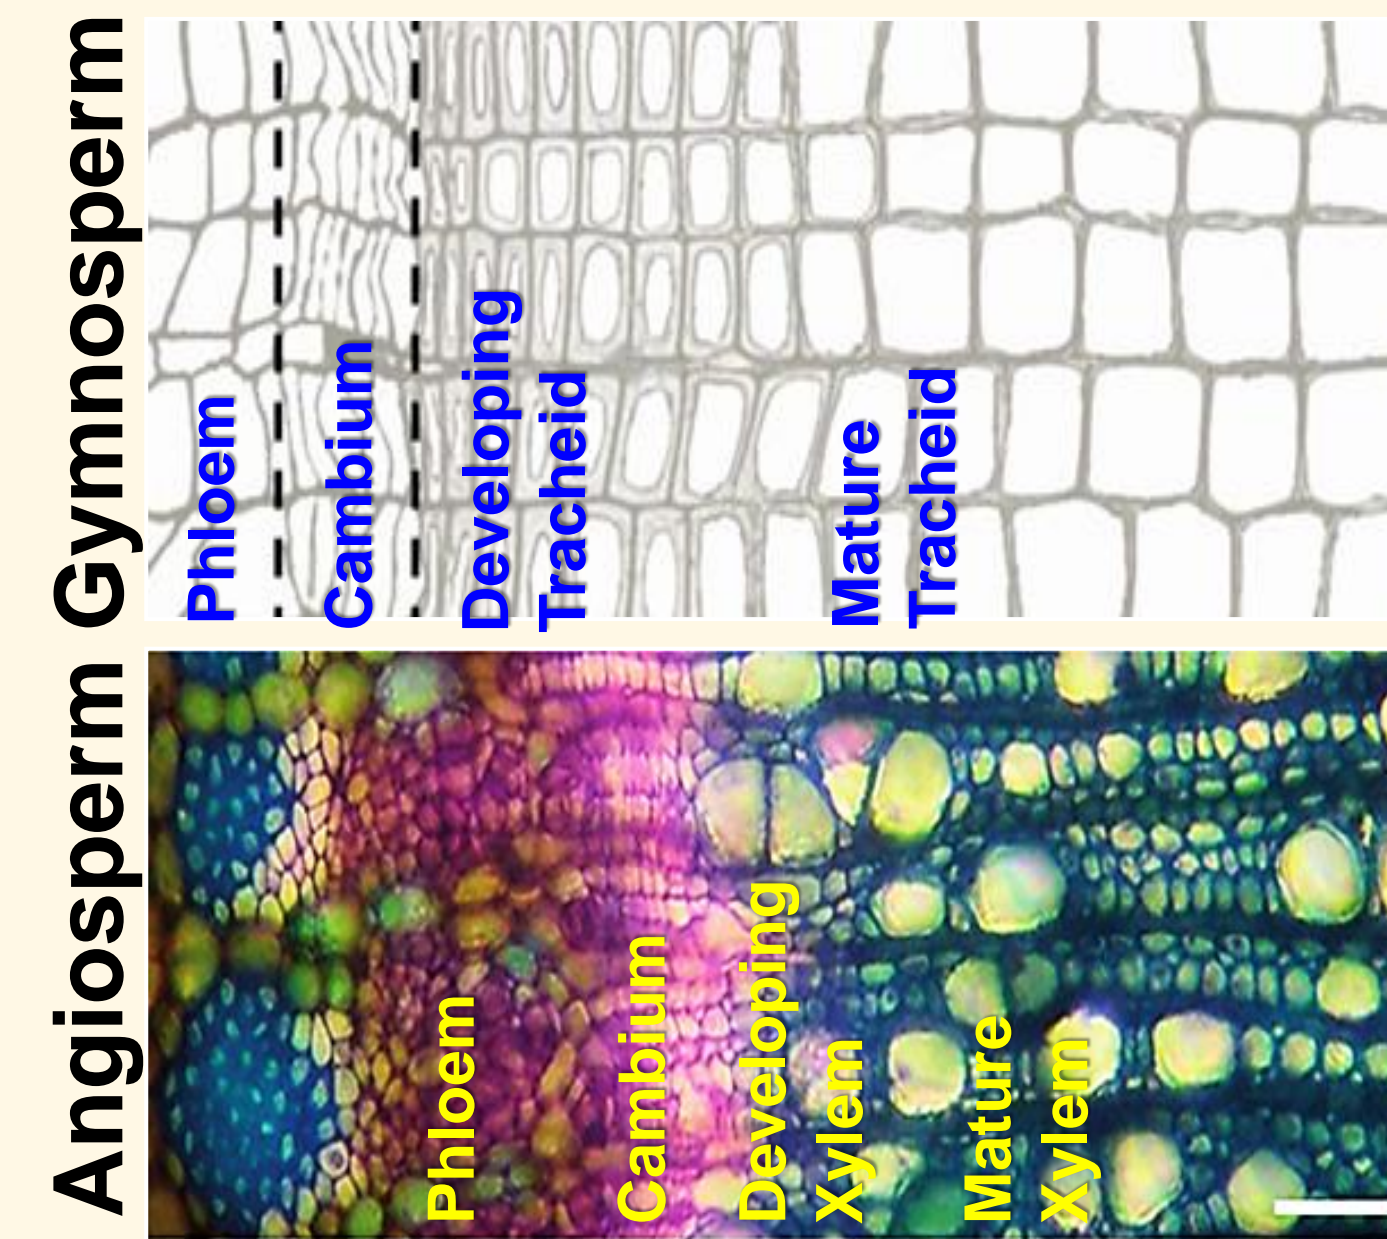 Gymnosperm
Phloem
Cambium
Developing
Tracheid
Mature
Tracheid
Angiosperm
Phloem
Cambium
Developing
Xylem
Mature
Xylem